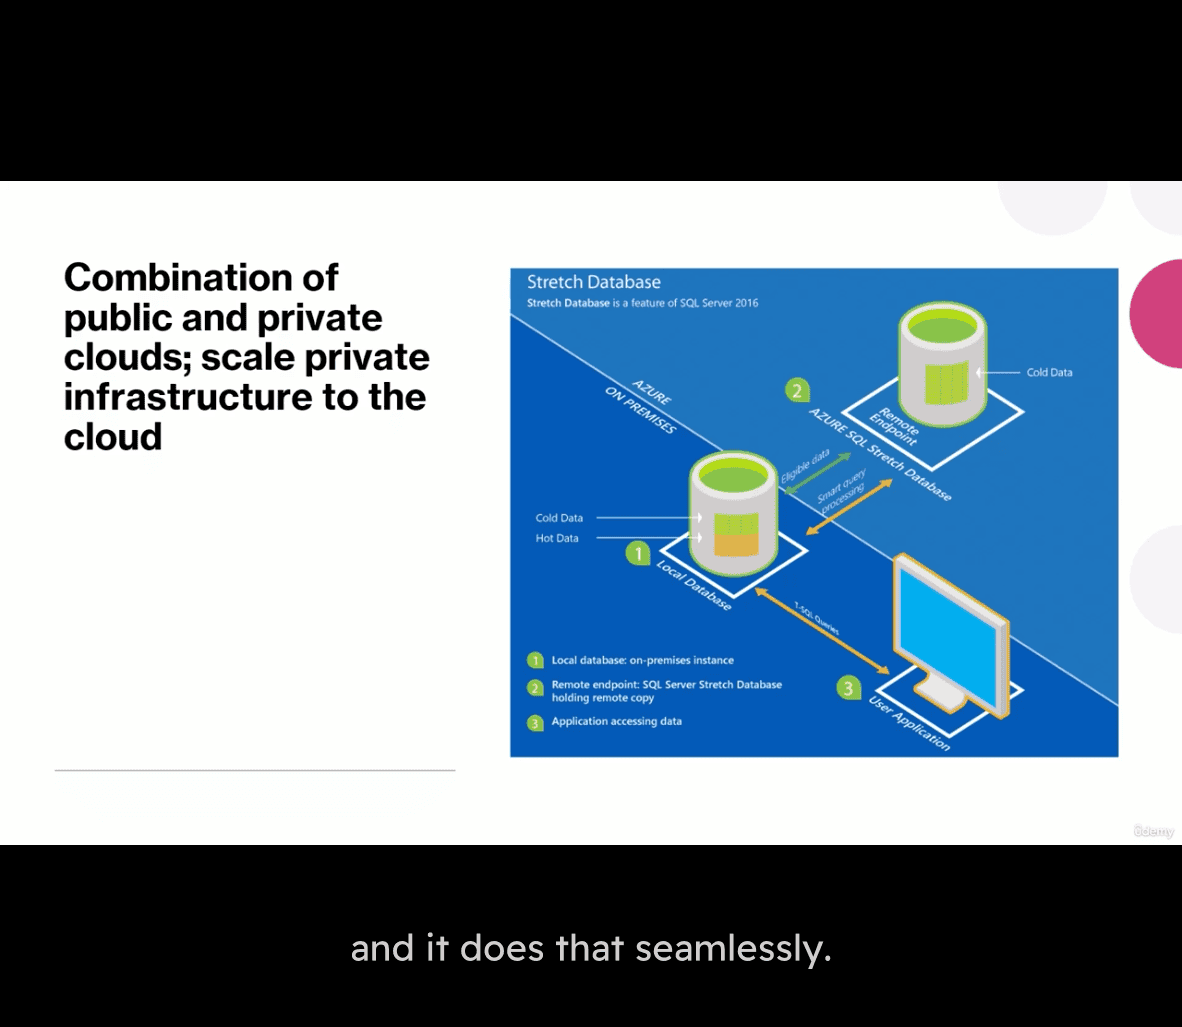 Combination of
public and private
clouds; scale private
infrastructure to the
cloud
Stretch Database
Stretch Database is a feature of SQL Server 2016
AZURE
ON PREMISES
2
Cold Data
Remote
Endpoint
AZURE SQL Stretch Database
Eligible data
Smart query
processing
Cold Data
Hot Data
1
Local Database
T-SQL Queries
3
User Application
1 Local database: on-premises instance
2 Remote endpoint: SQL Server Stretch Database
holding remote copy
3 Application accessing data
ûdemy
and it does that seamlessly.